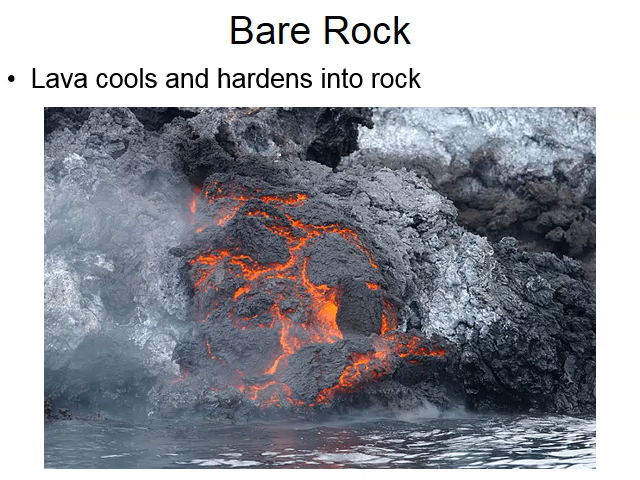 Bare Rock
• Lava cools and hardens into rock